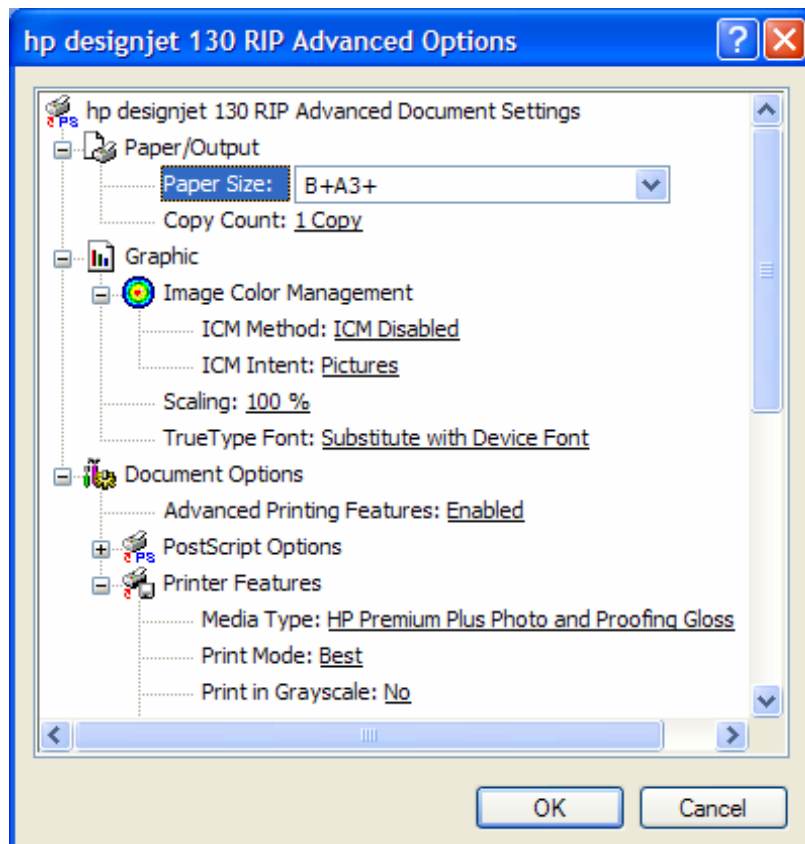 hp designjet 130 RIP Advanced Options
hp designjet 130 RIP Advanced Document Settings
Paper/Output
Paper Size: B+A3+
Copy Count: 1 Copy
Graphic
Image Color Management
ICM Method: ICM Disabled
ICM Intent: Pictures
Scaling: 100 %
TrueType Font: Substitute with Device Font
Document Options
Advanced Printing Features: Enabled
PostScript Options
Printer Features
Media Type: HP Premium Plus Photo and Proofing Gloss
Print Mode: Best
Print in Grayscale: No
OK Cancel